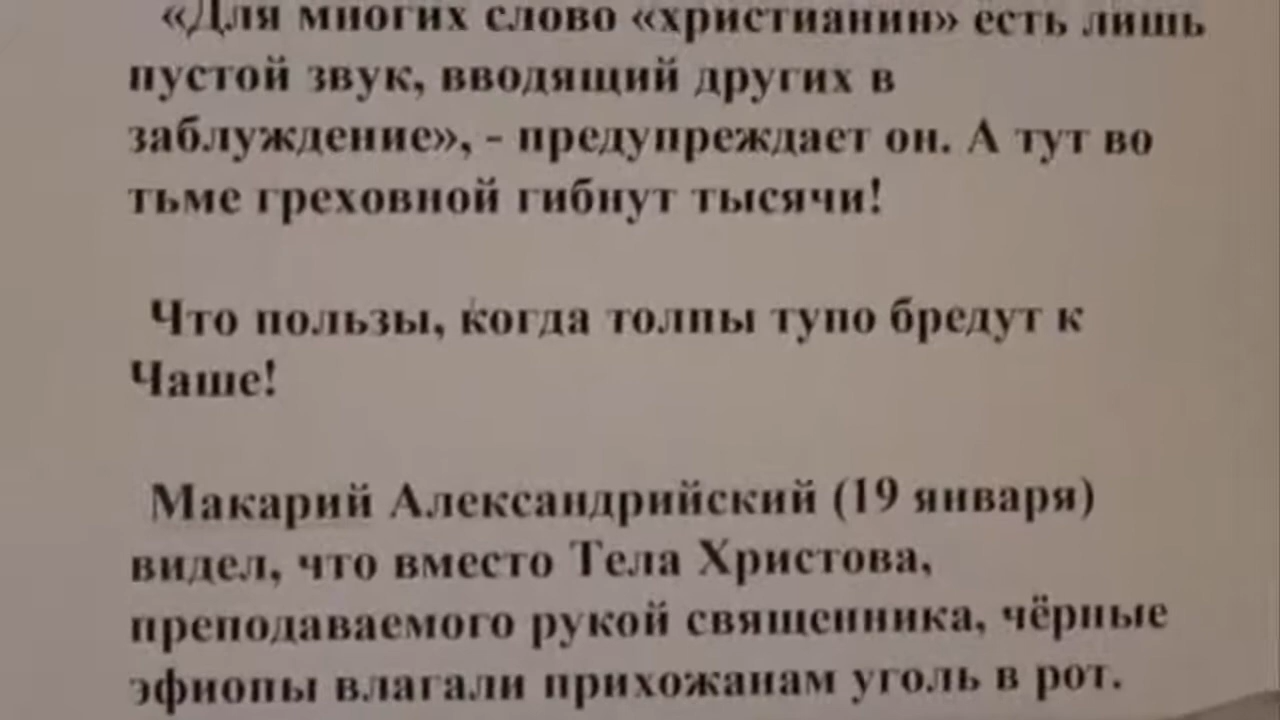 «Для многих слово «христианин» есть лишь
пустой звук, вводящий других в
заблуждение», - предупреждает он. А тут во
тьме греховной гибнут тысячи!
Что пользы, когда толпы тупо бредут к
Чаше!
Макарий Александрийский (19 января)
видел, что вместо Тела Христова,
преподаваемого рукой священника, чёрные
эфиопы влагали прихожанам уголь в рот.